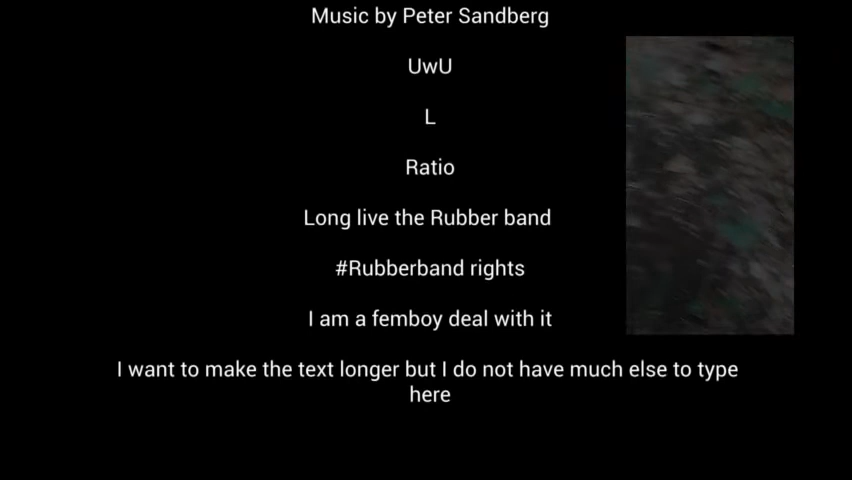 Music by Peter Sandberg
UwU
L
Ratio
Long live the Rubber band
#Rubberband rights
I am a femboy deal with it
I want to make the text longer but I do not have much else to type
here